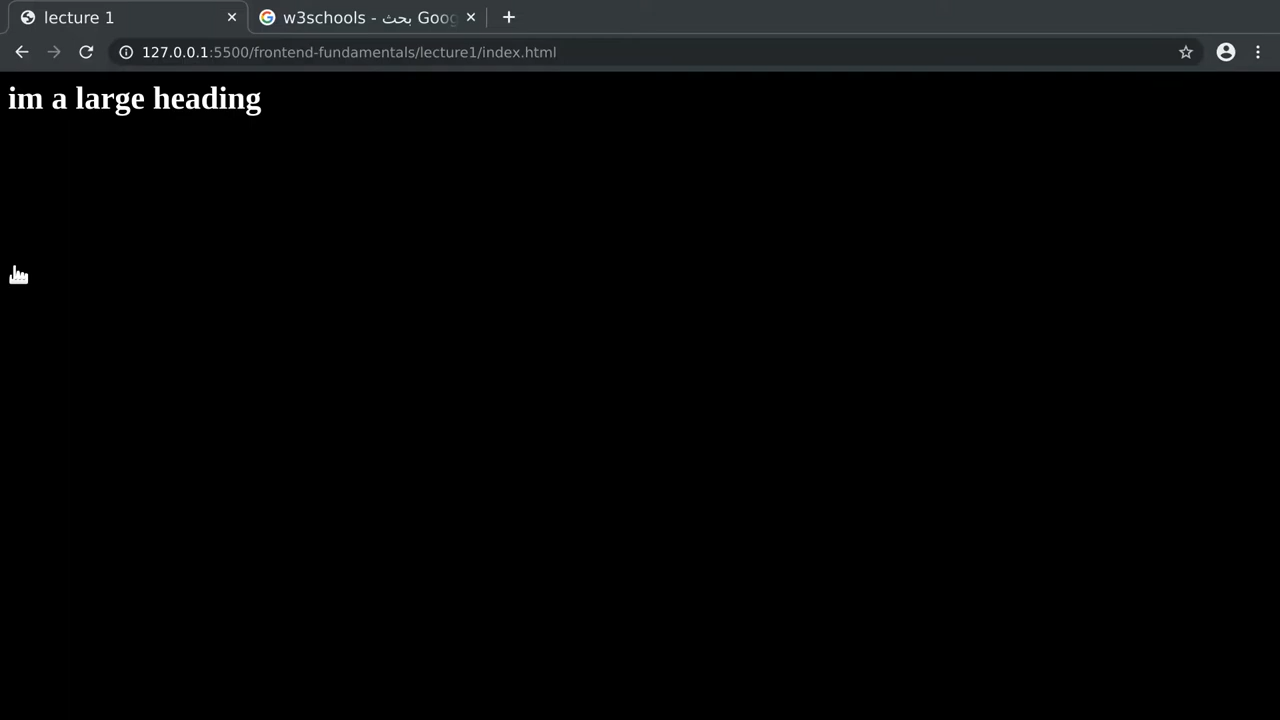 lecture 1
w3schools - بحث Goog
127.0.0.1:5500/frontend-fundamentals/lecture1/index.html
im a large heading